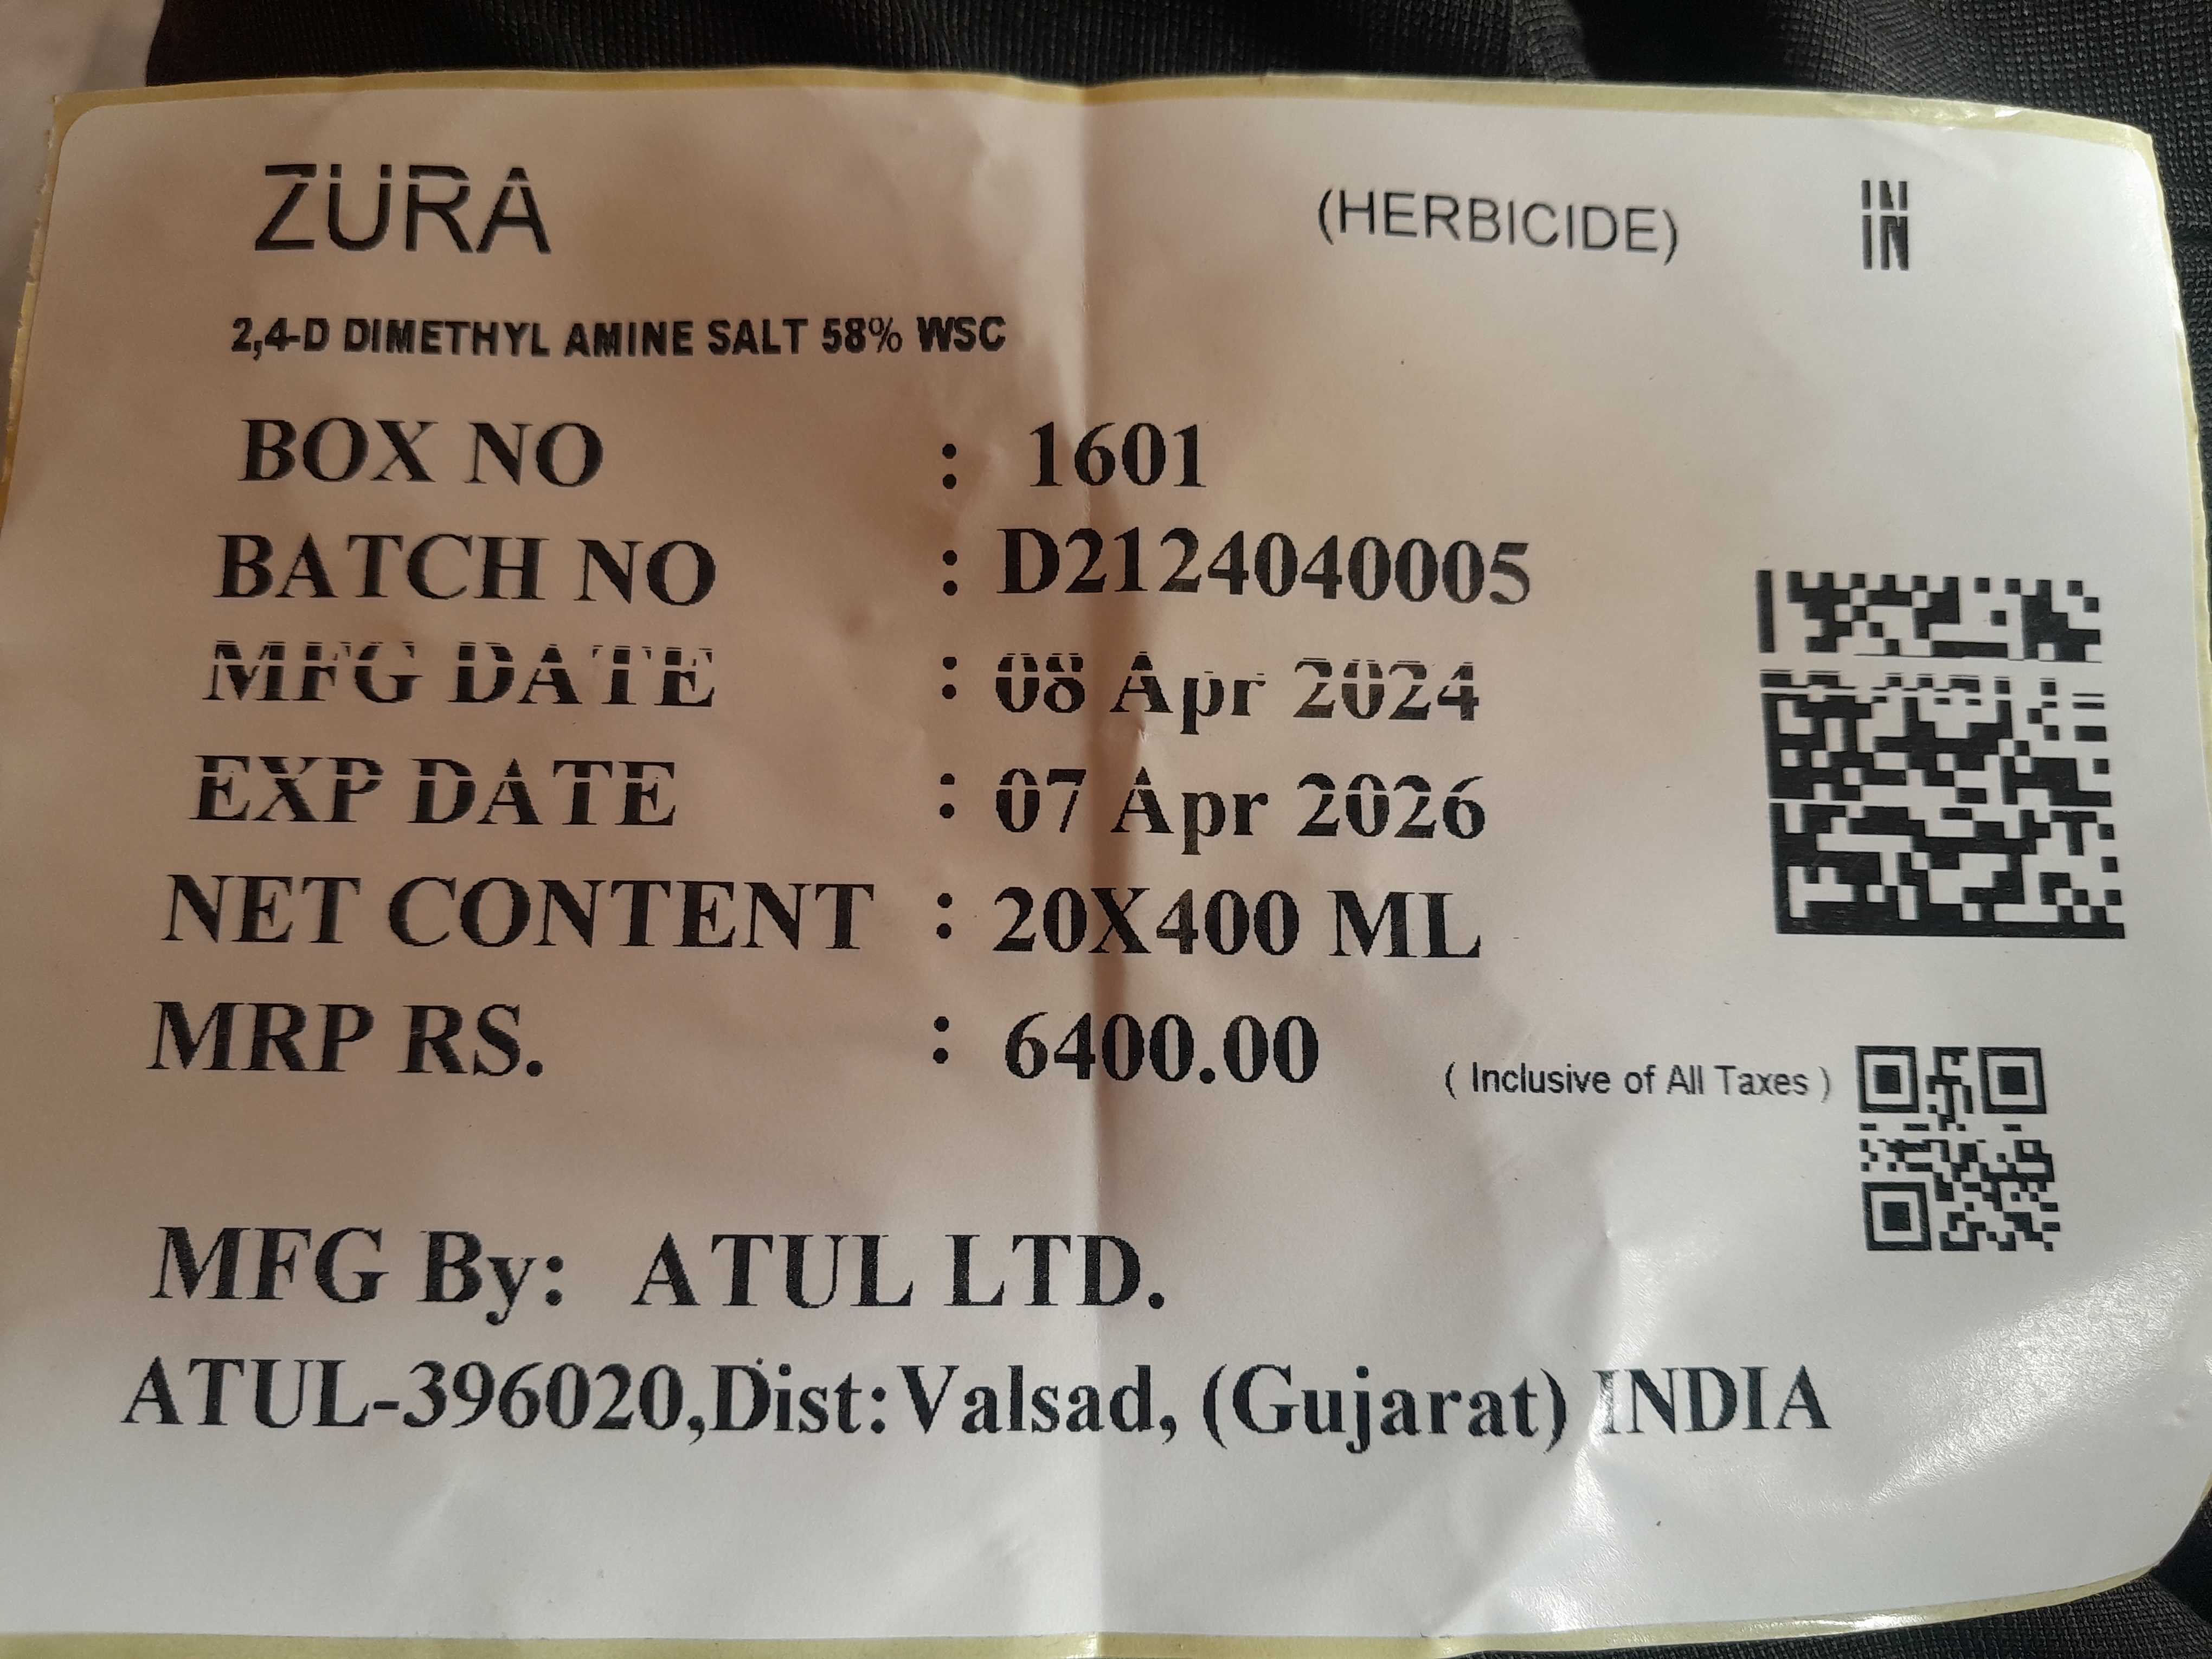 ZURA (HERBICIDE) IN
2,4-D DIMETHYL AMINE SALT 58% WSC
BOX NO : 1601
BATCH NO : D2124040005
MFG DATE : 08 Apr 2024
EXP DATE : 07 Apr 2026
NET CONTENT : 20X400 ML
MRP RS. : 6400.00 ( Inclusive of All Taxes )
MFG By: ATUL LTD.
ATUL-396020,Dist:Valsad, (Gujarat) INDIA